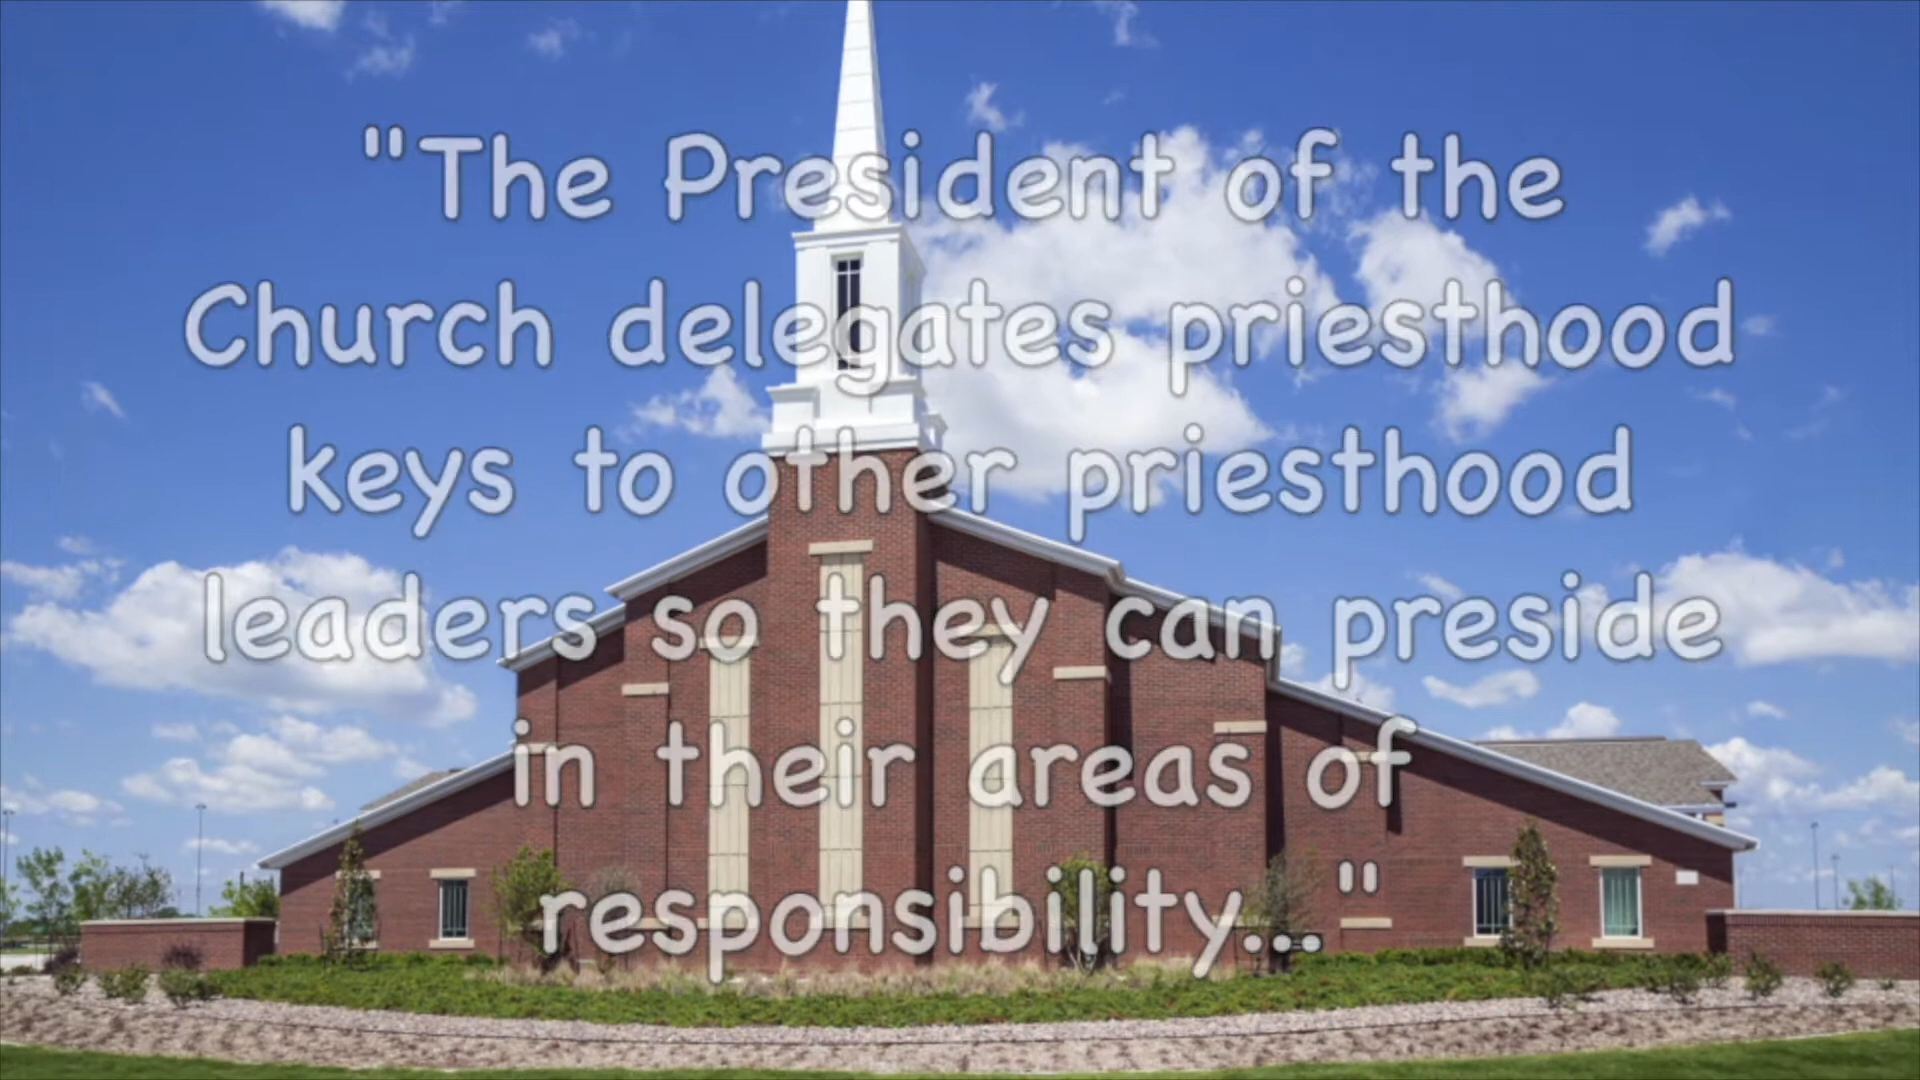 "The President of the
Church delegates priesthood
keys to other priesthood
leaders so they can preside
in their areas of
responsibility... "